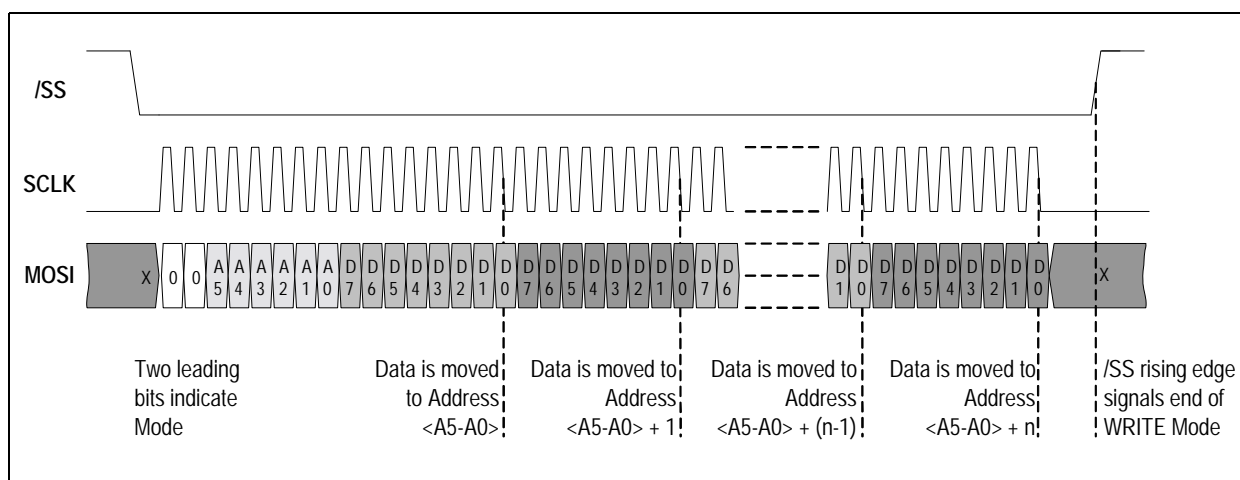 /SS
SCLK
MOSI
X 0 0 A5 A4 A3 A2 A1 A0 D7 D6 D5 D4 D3 D2 D1 D0 D7 D6 D5 D4 D3 D2 D1 D0 D7 D6 D1 D0 D7 D6 D5 D4 D3 D2 D1 D0 X
Two leading
bits indicate
Mode
Data is moved
to Address
<A5-A0>
Data is moved to
Address
<A5-A0> + 1
Data is moved to
Address
<A5-A0> + (n-1)
Data is moved to
Address
<A5-A0> + n
/SS rising edge
signals end of
WRITE Mode